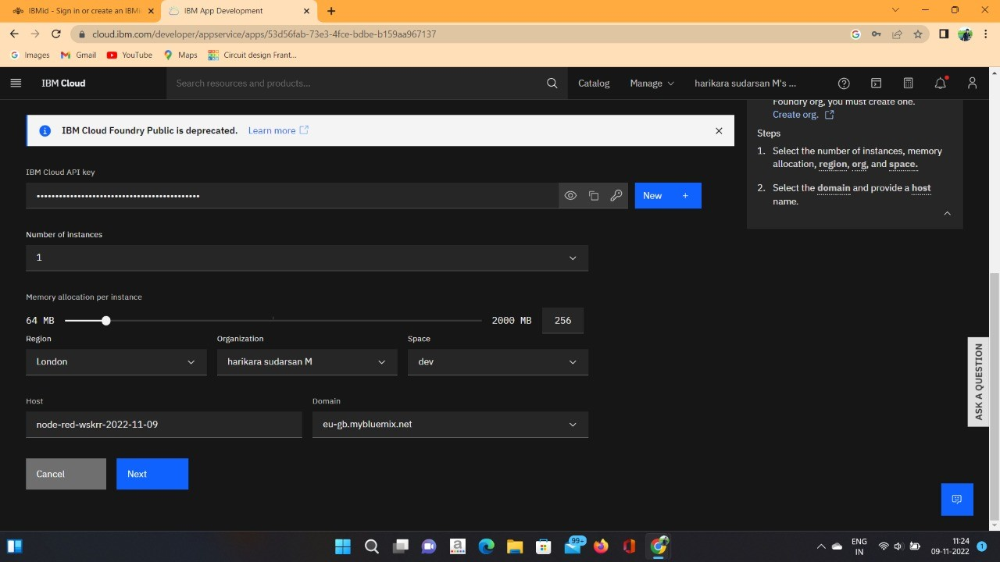 IBMid - Sign in or create an IBMi
IBM App Development
cloud.ibm.com/developer/appservice/apps/53d56fab-73e3-4fce-bdbe-b159aa967137
Images
Gmail
YouTube
Maps
Circuit design Frant...
IBM Cloud
Search resources and products...
Catalog
Manage
harikara sudarsan M's ...
Foundry org, you must create one.
Create org.
IBM Cloud Foundry Public is deprecated. Learn more
Steps
1. Select the number of instances, memory
allocation, region, org, and space.
2. Select the domain and provide a host
name.
IBM Cloud API key
New +
Number of instances
1
Memory allocation per instance
64 MB
2000 MB
256
Region
Organization
Space
London
harikara sudarsan M
dev
Host
Domain
node-red-wskrr-2022-11-09
eu-gb.mybluemix.net
Cancel
Next
ASK A QUESTION
99+
ENG
IN
11:24
09-11-2022
1